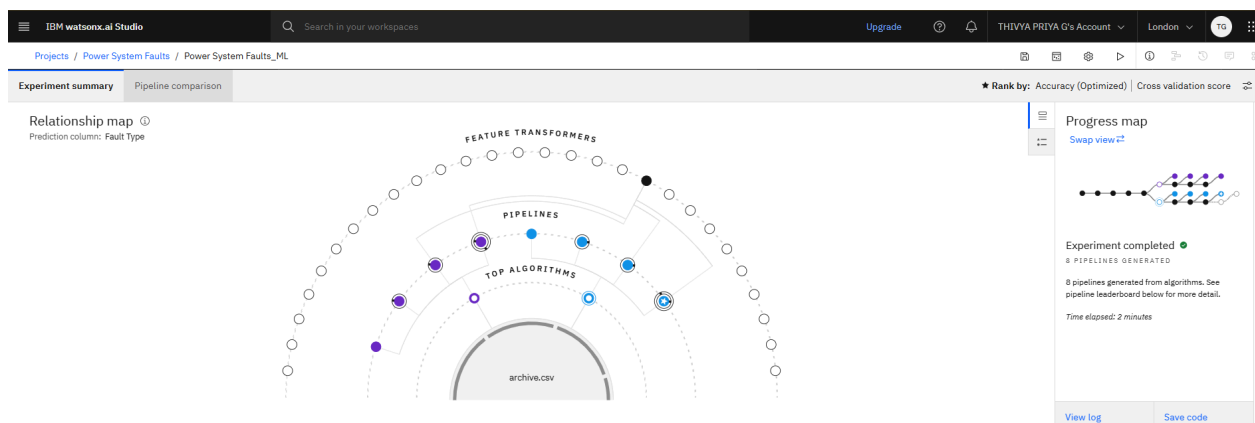 IBM watsonx.ai Studio
Search in your workspaces
Upgrade
THIVYA PRIYA G's Account
London
TG
Projects / Power System Faults / Power System Faults_ML
Experiment summary
Pipeline comparison
Rank by: Accuracy (Optimized) | Cross validation score
Relationship map
Prediction column: Fault Type
FEATURE TRANSFORMERS
PIPELINES
TOP ALGORITHMS
archive.csv
Progress map
Swap view
Experiment completed
8 PIPELINES GENERATED
8 pipelines generated from algorithms. See
pipeline leaderboard below for more detail.
Time elapsed: 2 minutes
View log
Save code